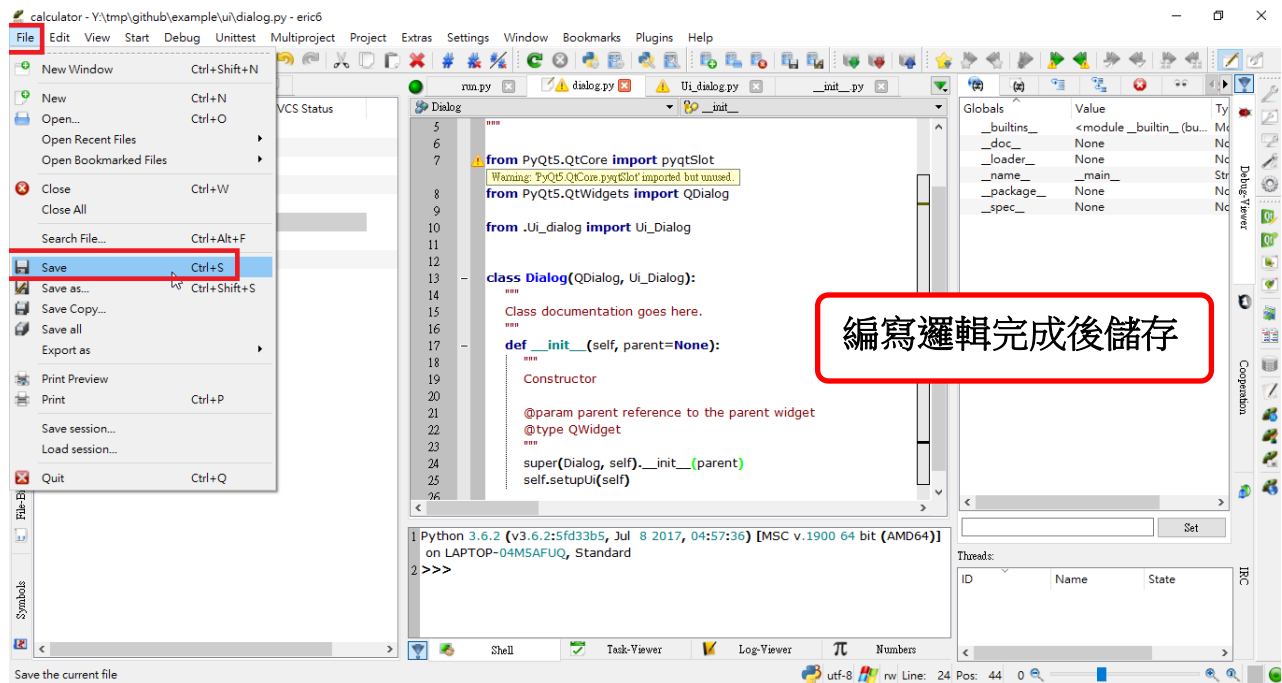 calculator - Y:\tmp\github\example\ui\dialog.py - eric6
File Edit View Start Debug Unittest Multiproject Project Extras Settings Window Bookmarks Plugins Help
New Window Ctrl+Shift+N
New Ctrl+N
Open... Ctrl+O
Open Recent Files
Open Bookmarked Files
Close Ctrl+W
Close All
Search File... Ctrl+Alt+F
Save Ctrl+S
Save as... Ctrl+Shift+S
Save Copy...
Save all
Export as
Print Preview
Print Ctrl+P
Save session...
Load session...
Quit Ctrl+Q
VCS Status
File-B
Symbols
run.py dialog.py Ui_dialog.py __init__.py
Dialog __init__
5 """
6
7 from PyQt5.QtCore import pyqtSlot
Warning: 'PyQt5.QtCore.pyqtSlot' imported but unused.
8 from PyQt5.QtWidgets import QDialog
9
10 from .Ui_dialog import Ui_Dialog
11
12
13 class Dialog(QDialog, Ui_Dialog):
14 """
15 Class documentation goes here.
16 """
17 def __init__(self, parent=None):
18 """
19 Constructor
20
21 @param parent reference to the parent widget
22 @type QWidget
23 """
24 super(Dialog, self).__init__(parent)
25 self.setupUi(self)
26
編寫邏輯完成後儲存
Globals Value Ty
__builtins__ <module __builtin__ (bu... Mo
__doc__ None No
__loader__ None No
__name__ __main__ Str
__package__ None No
__spec__ None No
Debug-Viewer
Cooperation
IRC
Set
Threads:
ID Name State
1 Python 3.6.2 (v3.6.2:5fd33b5, Jul 8 2017, 04:57:36) [MSC v.1900 64 bit (AMD64)]
on LAPTOP-04M5AFUQ, Standard
2 >>>
Shell Task-Viewer Log-Viewer Numbers
Save the current file
utf-8 rw Line: 24 Pos: 44 0